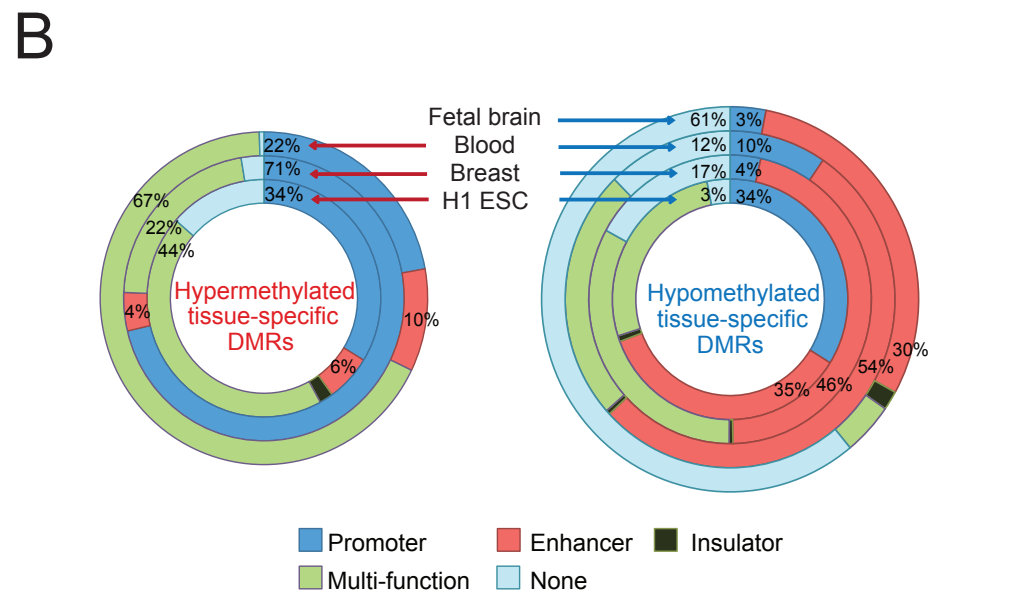 B
Fetal brain
Blood
Breast
H1 ESC
22%
71%
34%
67%
22%
44%
4%
10%
6%
Hypermethylated
tissue-specific
DMRs
61% 3%
12% 10%
17% 4%
3% 34%
30%
54%
46%
35%
Hypomethylated
tissue-specific
DMRs
Promoter Enhancer Insulator
Multi-function None